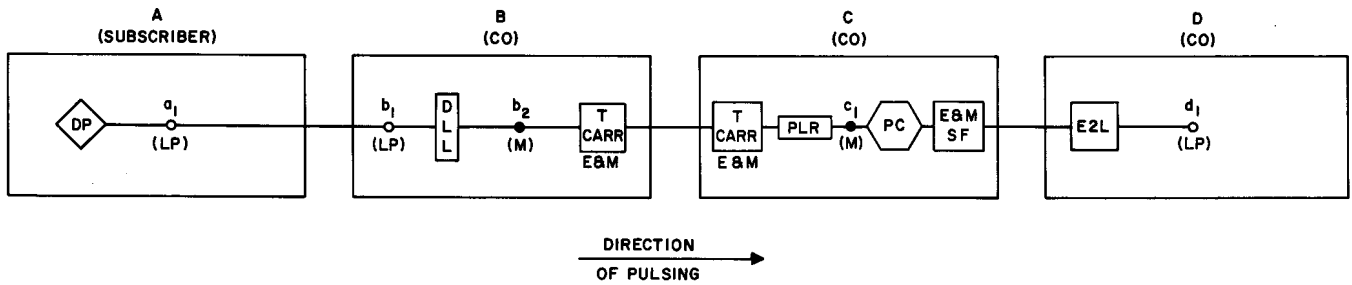 A
(SUBSCRIBER)
B
(CO)
C
(CO)
D
(CO)
DP
a1
(LP)
b1
(LP)
D
L
L
b2
(M)
T
CARR
E&M
T
CARR
E&M
PLR
c1
(M)
PC
E&M
SF
E2L
d1
(LP)
DIRECTION
OF PULSING